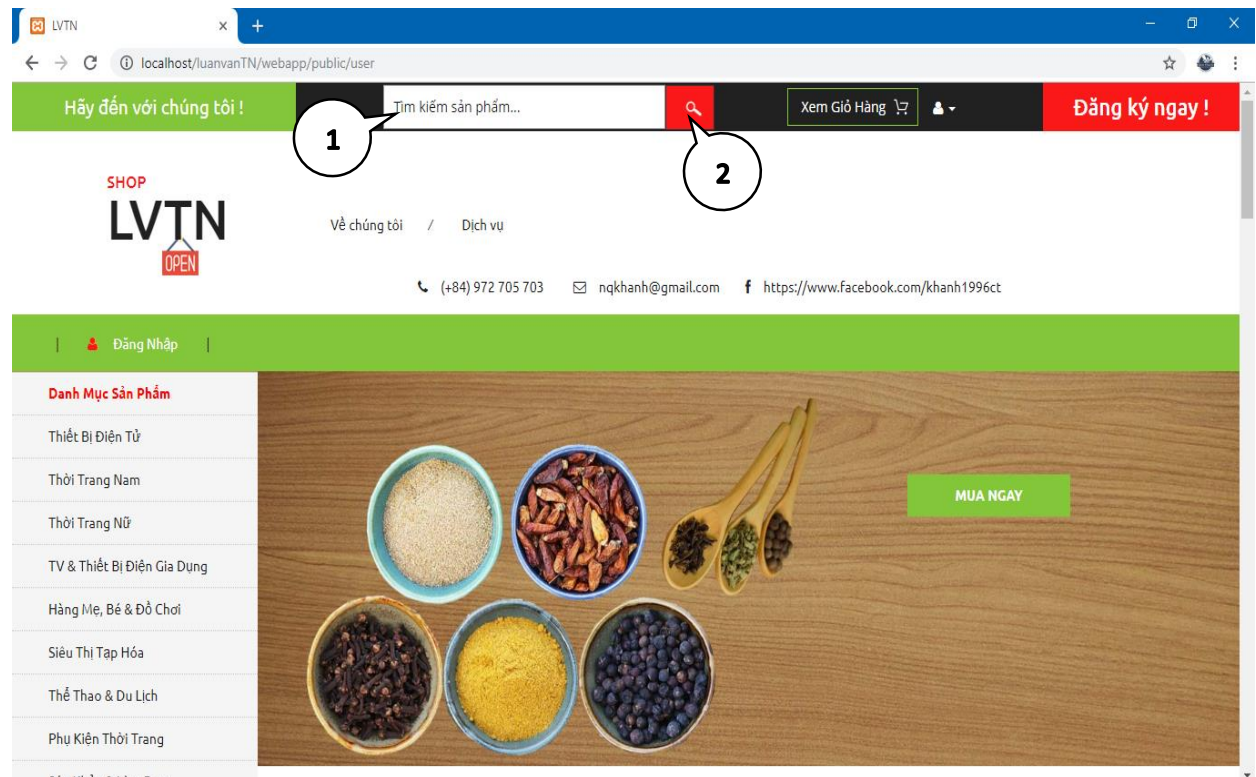 LVTN
localhost/luanvanTN/webapp/public/user
Hãy đến với chúng tôi !
Tìm kiếm sản phẩm...
Xem Giỏ Hàng
Đăng ký ngay !
1
2
SHOP
LVTN
OPEN
Về chúng tôi / Dịch vụ
(+84) 972 705 703 nqkhanh@gmail.com f https://www.facebook.com/khanh1996ct
| Đăng Nhập |
Danh Mục Sản Phẩm
Thiết Bị Điện Tử
Thời Trang Nam
Thời Trang Nữ
TV & Thiết Bị Điện Gia Dụng
Hàng Mẹ, Bé & Đồ Chơi
Siêu Thị Tạp Hóa
Thể Thao & Du Lịch
Phụ Kiện Thời Trang
MUA NGAY